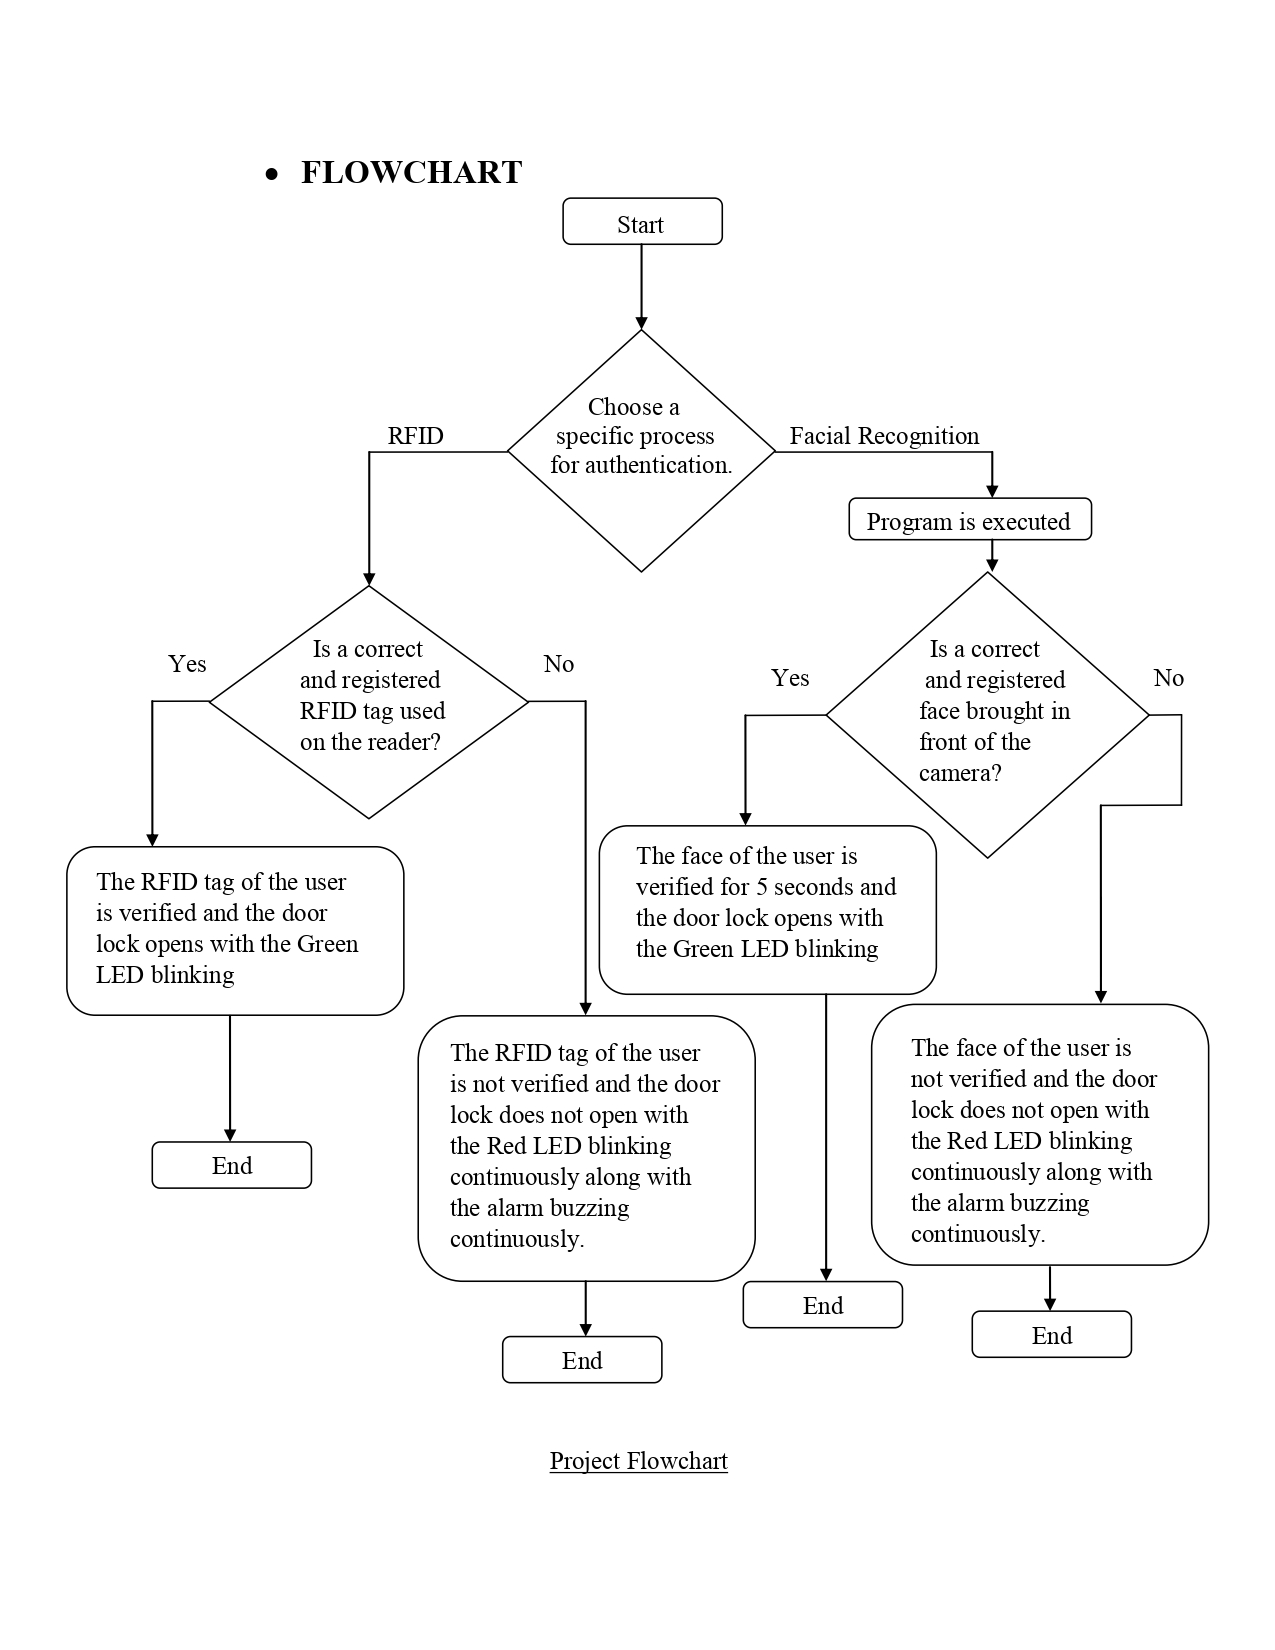 • FLOWCHART
Start
Choose a
specific process
for authentication.
RFID
Facial Recognition
Program is executed
Yes
Is a correct
and registered
RFID tag used
on the reader?
No
Yes
Is a correct
and registered
face brought in
front of the
camera?
No
The RFID tag of the user
is verified and the door
lock opens with the Green
LED blinking
The face of the user is
verified for 5 seconds and
the door lock opens with
the Green LED blinking
The RFID tag of the user
is not verified and the door
lock does not open with
the Red LED blinking
continuously along with
the alarm buzzing
continuously.
The face of the user is
not verified and the door
lock does not open with
the Red LED blinking
continuously along with
the alarm buzzing
continuously.
End
End
End
End
Project Flowchart